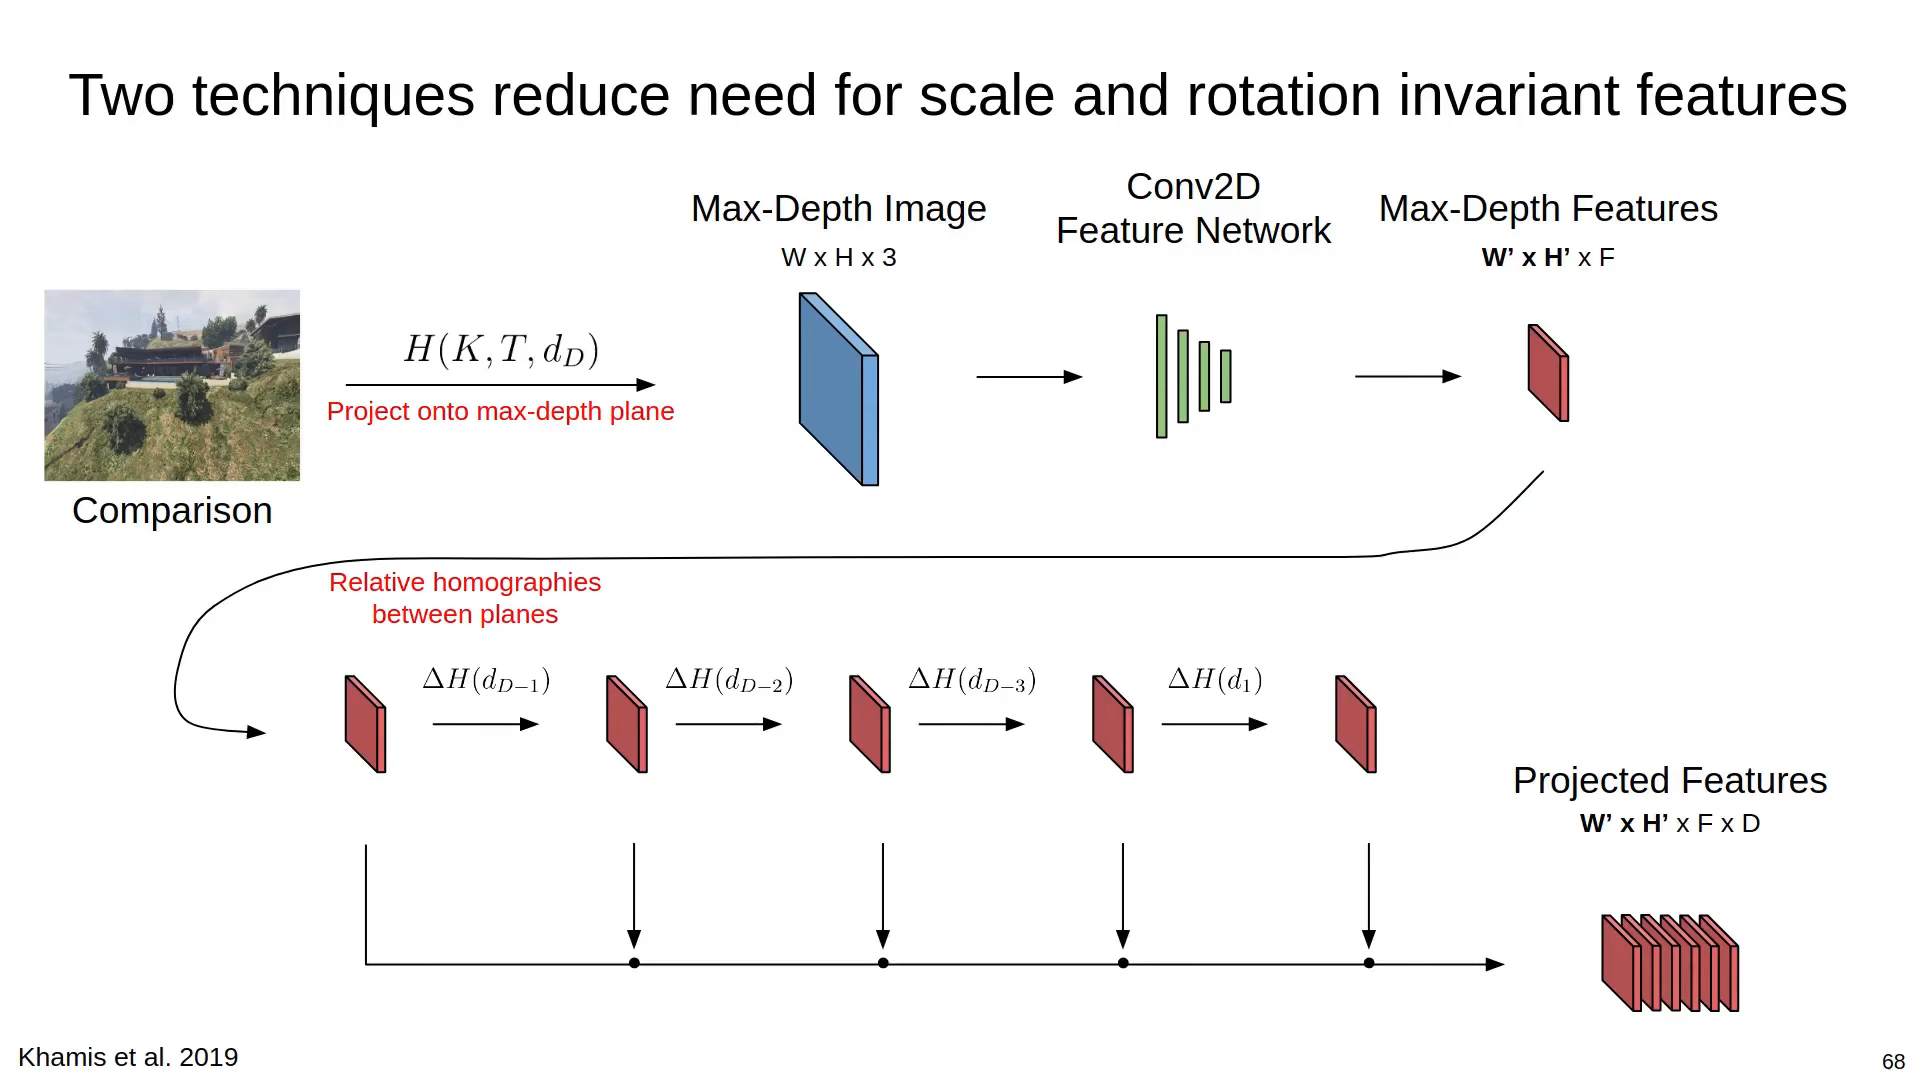 Two techniques reduce need for scale and rotation invariant features
Max-Depth Image
W x H x 3
Conv2D
Feature Network
Max-Depth Features
W’ x H’ x F
H(K, T, d_D)
Project onto max-depth plane
Comparison
Relative homographies
between planes
ΔH(d_{D−1})
ΔH(d_{D−2})
ΔH(d_{D−3})
ΔH(d_1)
Projected Features
W’ x H’ x F x D
Khamis et al. 2019
68